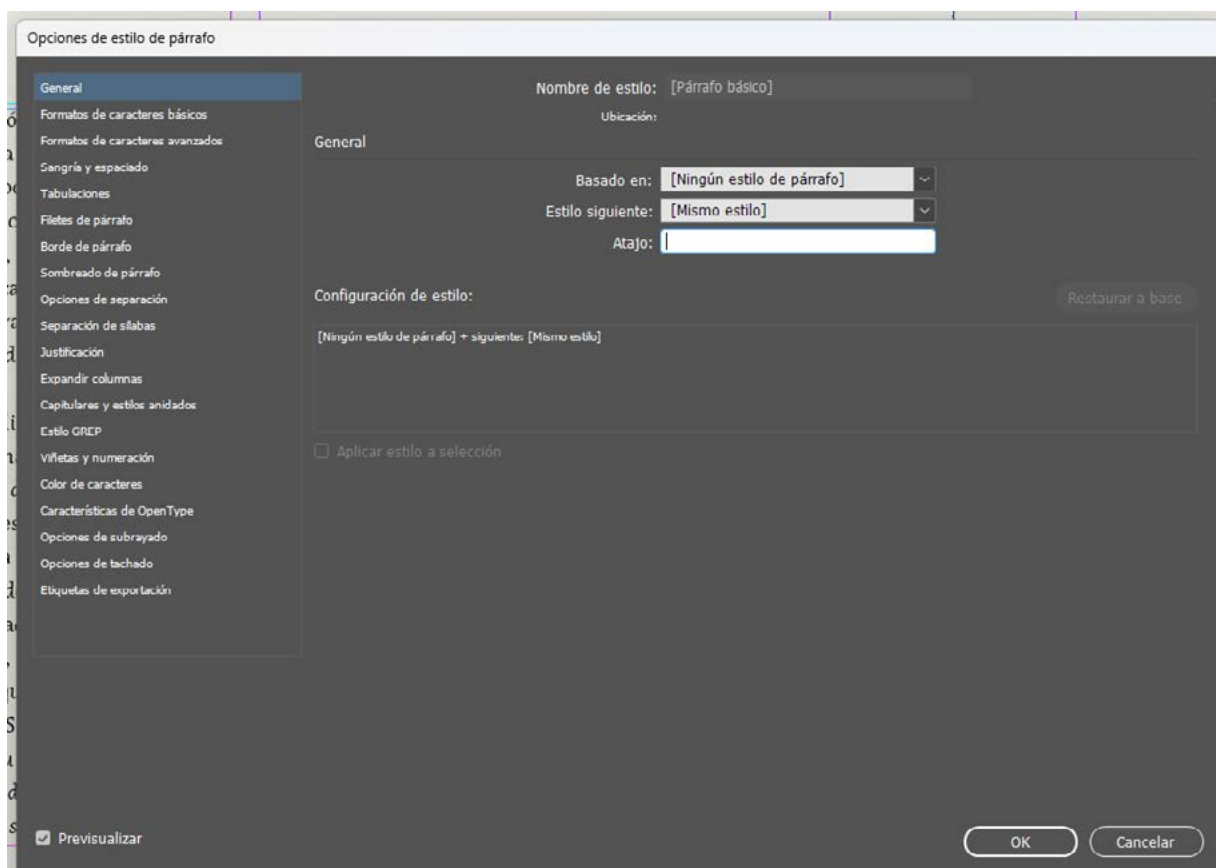 Opciones de estilo de párrafo
General
Formatos de caracteres básicos
Formatos de caracteres avanzados
Sangría y espaciado
Tabulaciones
Filetes de párrafo
Borde de párrafo
Sombreado de párrafo
Opciones de separación
Separación de sílabas
Justificación
Expandir columnas
Capitulares y estilos anidados
Estilo GREP
Viñetas y numeración
Color de caracteres
Características de OpenType
Opciones de subrayado
Opciones de tachado
Etiquetas de exportación
Nombre de estilo: [Párrafo básico]
Ubicación:
General
Basado en: [Ningún estilo de párrafo]
Estilo siguiente: [Mismo estilo]
Atajo:
Configuración de estilo:
Restaurar a base
[Ningún estilo de párrafo] + siguiente: [Mismo estilo]
Aplicar estilo a selección
Previsualizar
OK
Cancelar